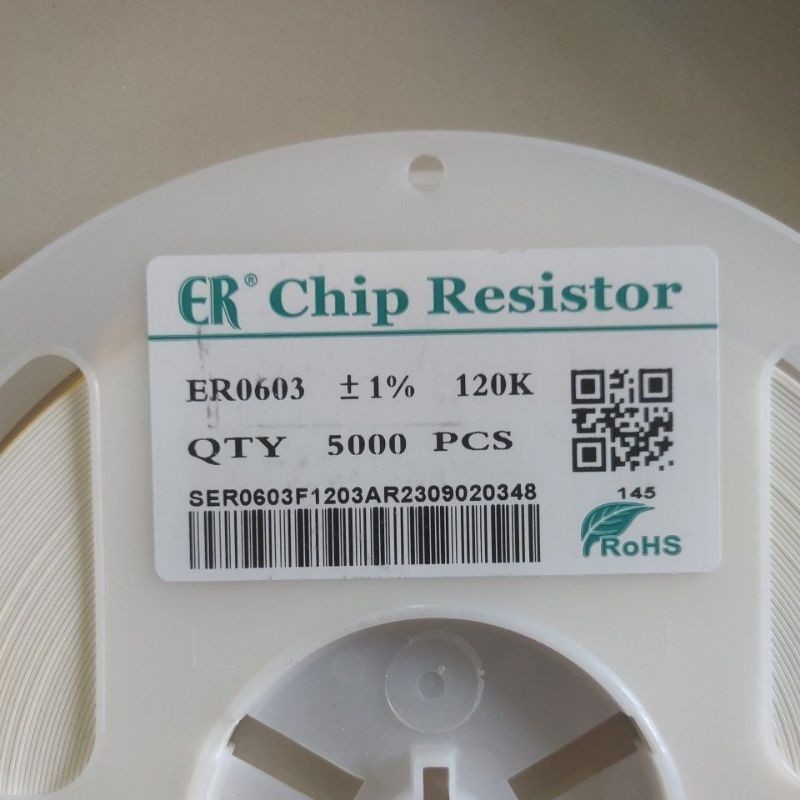 ER® Chip Resistor
ER0603 ±1% 120K
QTY 5000 PCS
SER0603F1203AR2309020348
145
RoHS